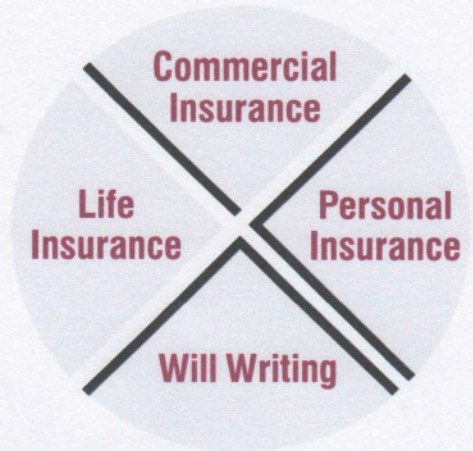 Commercial
Insurance
Life
Insurance
Personal
Insurance
Will Writing